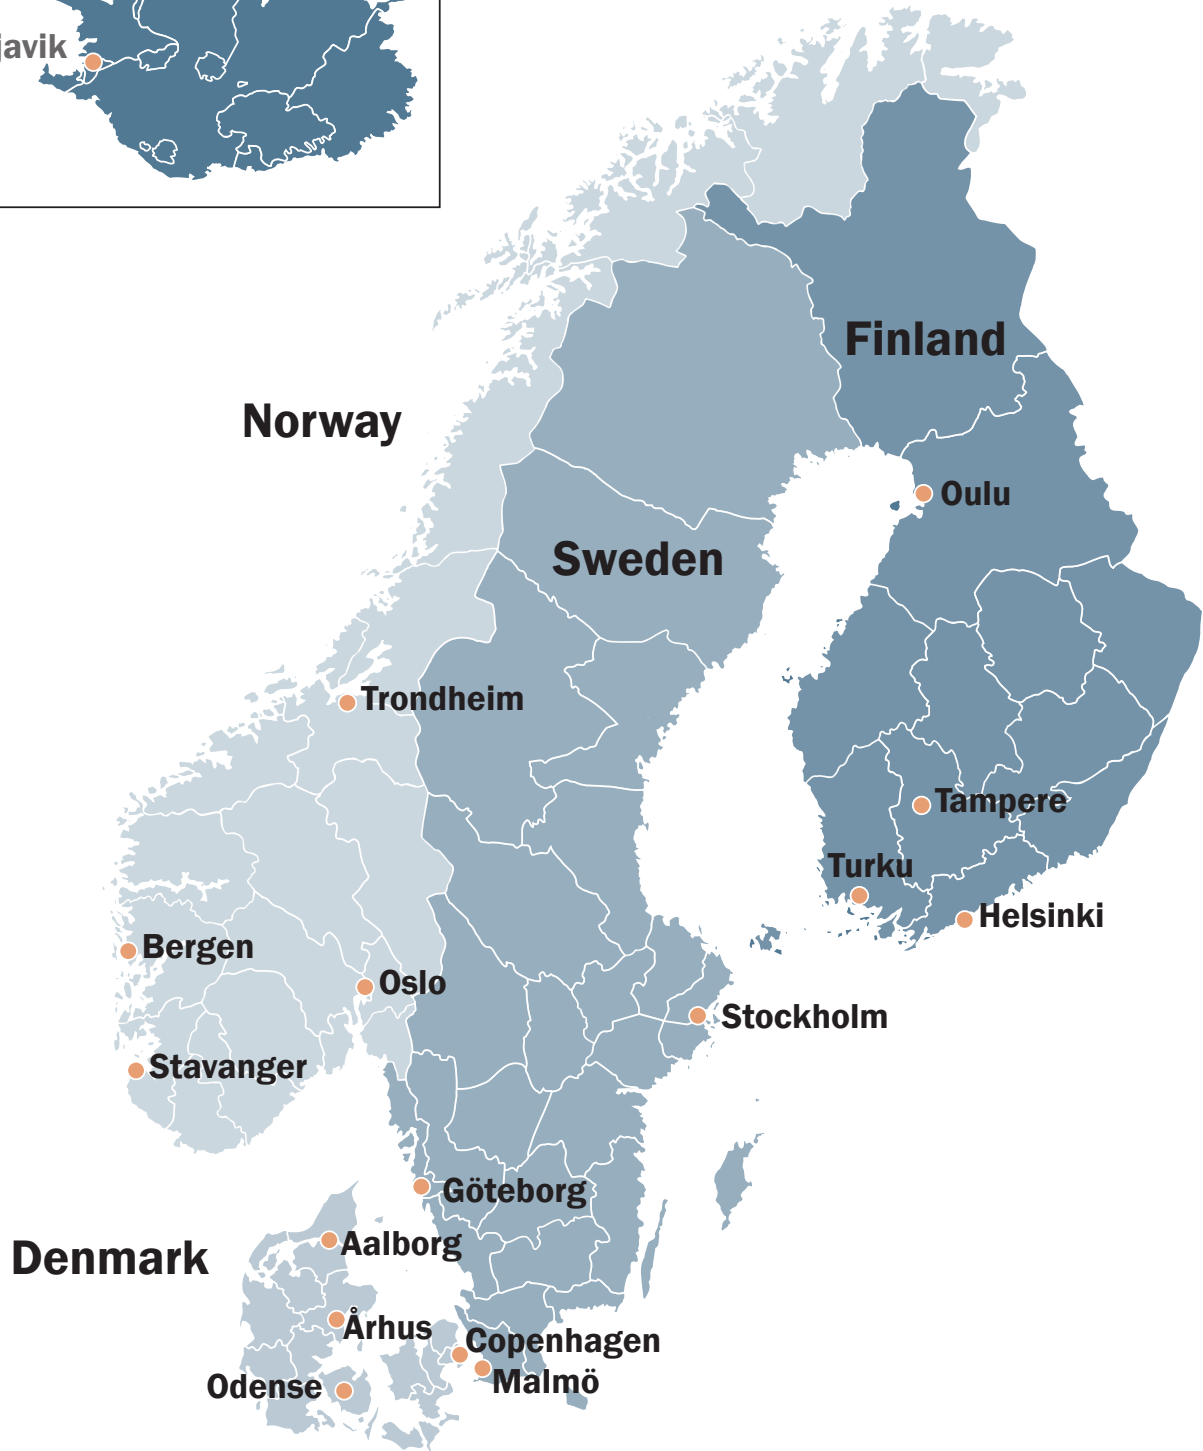 javik
Finland
Norway
Oulu
Sweden
Trondheim
Tampere
Turku
Helsinki
Bergen
Oslo
Stockholm
Stavanger
Göteborg
Aalborg
Denmark
Århus
Copenhagen
Malmö
Odense